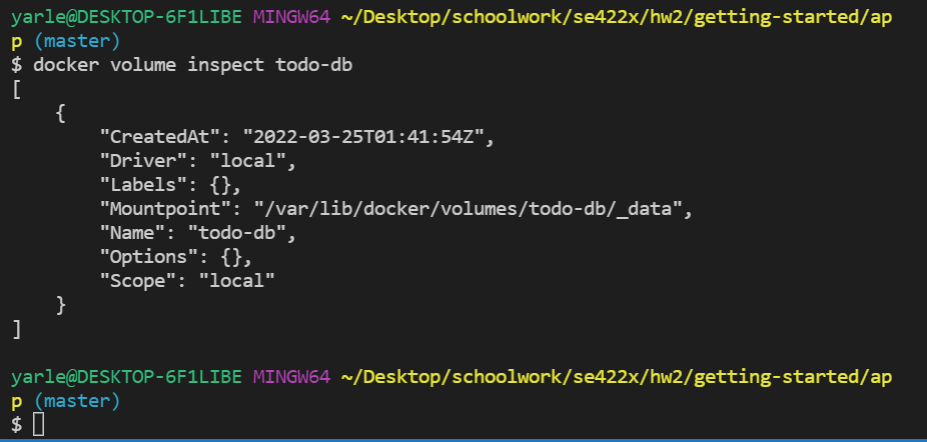 yarle@DESKTOP-6F1LIBE MINGW64 ~/Desktop/schoolwork/se422x/hw2/getting-started/ap
p (master)
$ docker volume inspect todo-db
[
    {
        "CreatedAt": "2022-03-25T01:41:54Z",
        "Driver": "local",
        "Labels": {},
        "Mountpoint": "/var/lib/docker/volumes/todo-db/_data",
        "Name": "todo-db",
        "Options": {},
        "Scope": "local"
    }
]
yarle@DESKTOP-6F1LIBE MINGW64 ~/Desktop/schoolwork/se422x/hw2/getting-started/ap
p (master)
$